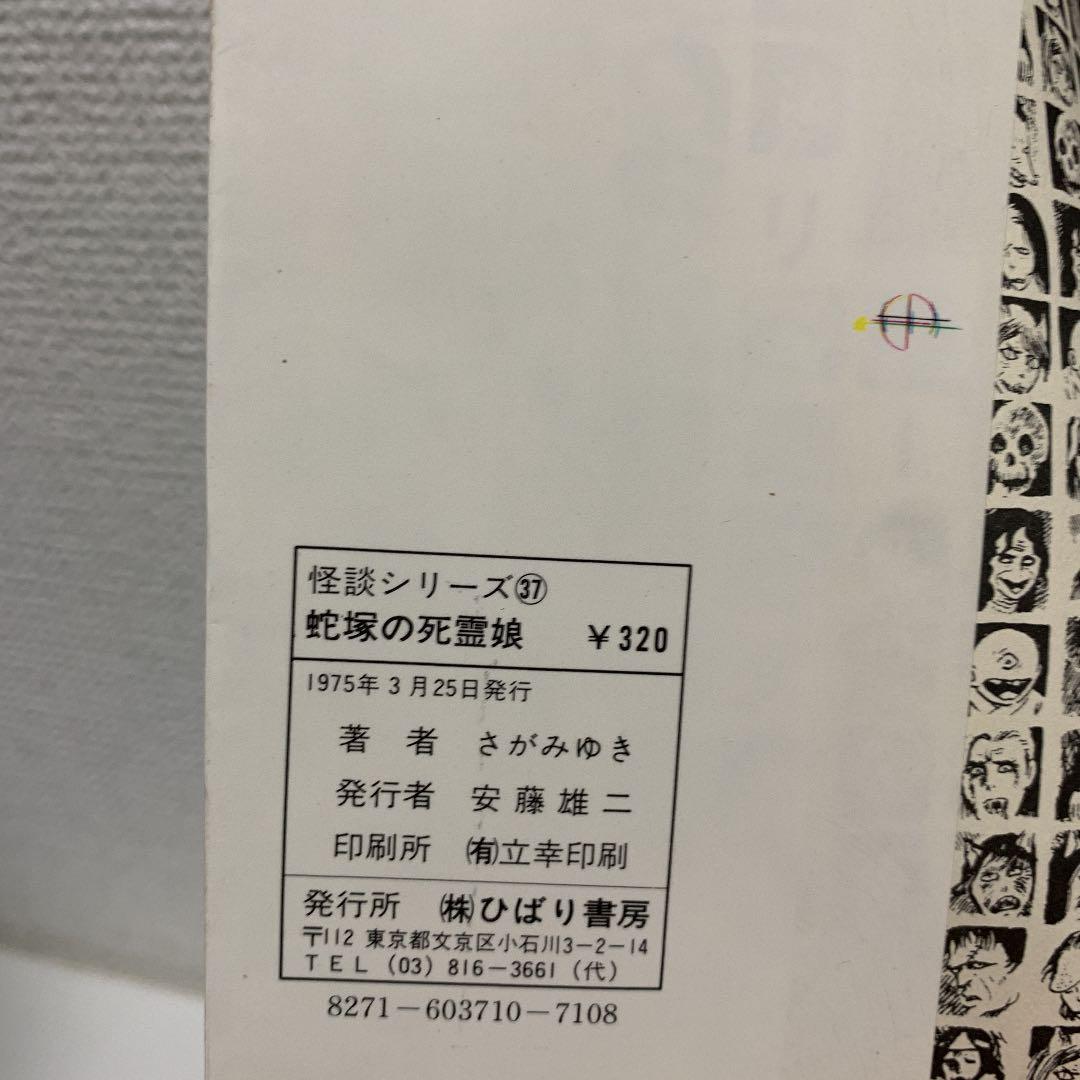 怪談シリーズ㊲
蛇塚の死霊娘 ¥320
1975年3月25日発行
著者 さがみゆき
発行者 安藤雄二
印刷所 ㈲立幸印刷
発行所 ㈱ひばり書房
〒112 東京都文京区小石川3-2-14
TEL (03) 816-3661 (代)
8271-603710-7108